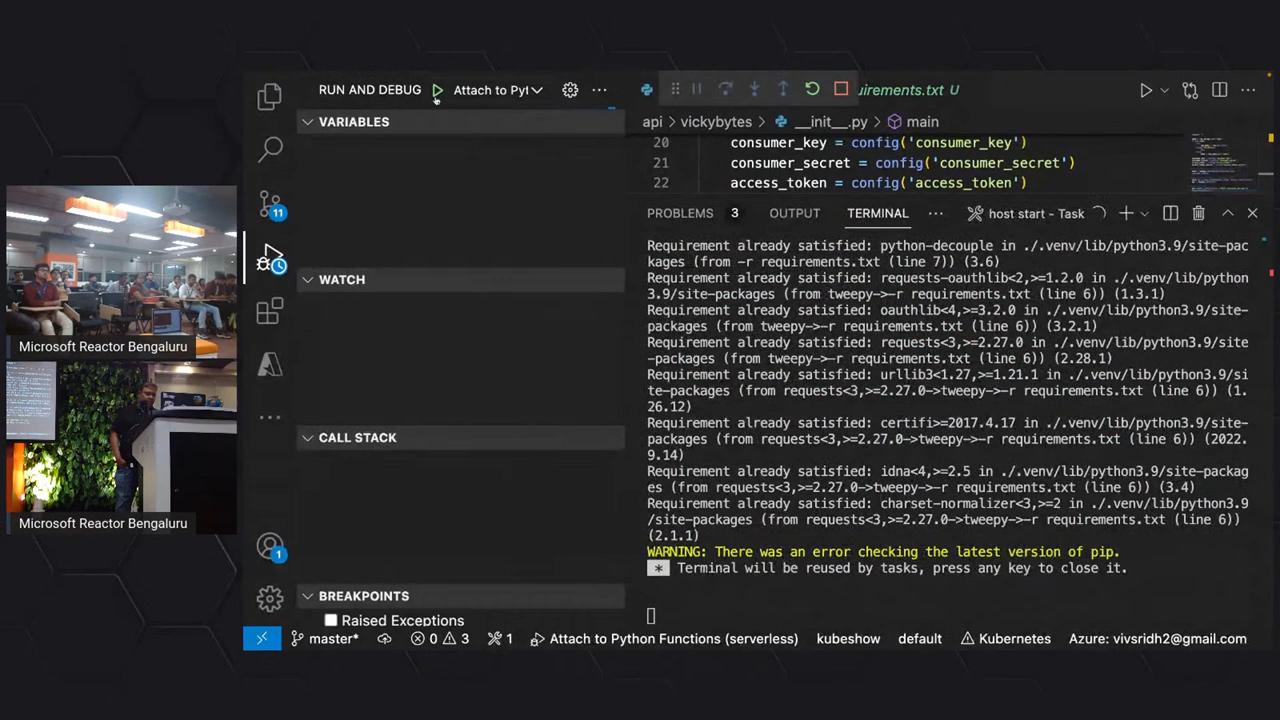 RUN AND DEBUG
Attach to Pyt
VARIABLES
WATCH
CALL STACK
BREAKPOINTS
Raised Exceptions
uirements.txt U
api > vickybytes > __init__.py > main
20 consumer_key = config('consumer_key')
21 consumer_secret = config('consumer_secret')
22 access_token = config('access_token')
PROBLEMS 3 OUTPUT TERMINAL ... host start - Task
Requirement already satisfied: python-decouple in ./.venv/lib/python3.9/site-pac
kages (from -r requirements.txt (line 7)) (3.6)
Requirement already satisfied: requests-oauthlib<2,>=1.2.0 in ./.venv/lib/python
3.9/site-packages (from tweepy->-r requirements.txt (line 6)) (1.3.1)
Requirement already satisfied: oauthlib<4,>=3.2.0 in ./.venv/lib/python3.9/site-
packages (from tweepy->-r requirements.txt (line 6)) (3.2.1)
Requirement already satisfied: requests<3,>=2.27.0 in ./.venv/lib/python3.9/site
-packages (from tweepy->-r requirements.txt (line 6)) (2.28.1)
Requirement already satisfied: urllib3<1.27,>=1.21.1 in ./.venv/lib/python3.9/si
te-packages (from requests<3,>=2.27.0->tweepy->-r requirements.txt (line 6)) (1.
26.12)
Requirement already satisfied: certifi>=2017.4.17 in ./.venv/lib/python3.9/site-
packages (from requests<3,>=2.27.0->tweepy->-r requirements.txt (line 6)) (2022.
9.14)
Requirement already satisfied: idna<4,>=2.5 in ./.venv/lib/python3.9/site-packag
es (from requests<3,>=2.27.0->tweepy->-r requirements.txt (line 6)) (3.4)
Requirement already satisfied: charset-normalizer<3,>=2 in ./.venv/lib/python3.9
/site-packages (from requests<3,>=2.27.0->tweepy->-r requirements.txt (line 6))
(2.1.1)
WARNING: There was an error checking the latest version of pip.
* Terminal will be reused by tasks, press any key to close it.
11
1
master* 0 3 1 Attach to Python Functions (serverless) kubeshow default Kubernetes Azure: vivsridh2@gmail.com
Microsoft Reactor Bengaluru
Microsoft Reactor Bengaluru